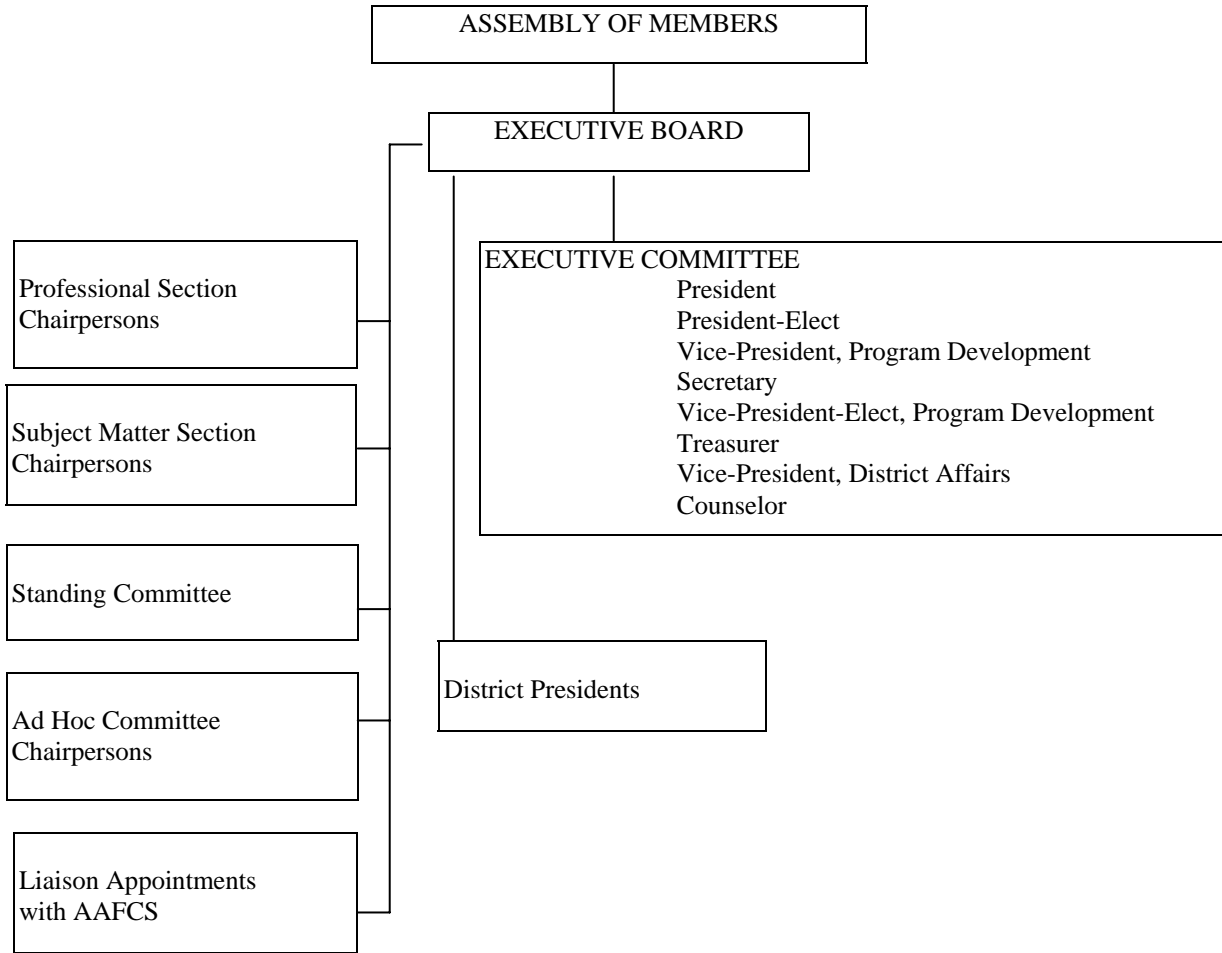 ASSEMBLY OF MEMBERS
EXECUTIVE BOARD
Professional Section
Chairpersons
Subject Matter Section
Chairpersons
Standing Committee
Ad Hoc Committee
Chairpersons
Liaison Appointments
with AAFCS
EXECUTIVE COMMITTEE
President
President-Elect
Vice-President, Program Development
Secretary
Vice-President-Elect, Program Development
Treasurer
Vice-President, District Affairs
Counselor
District Presidents